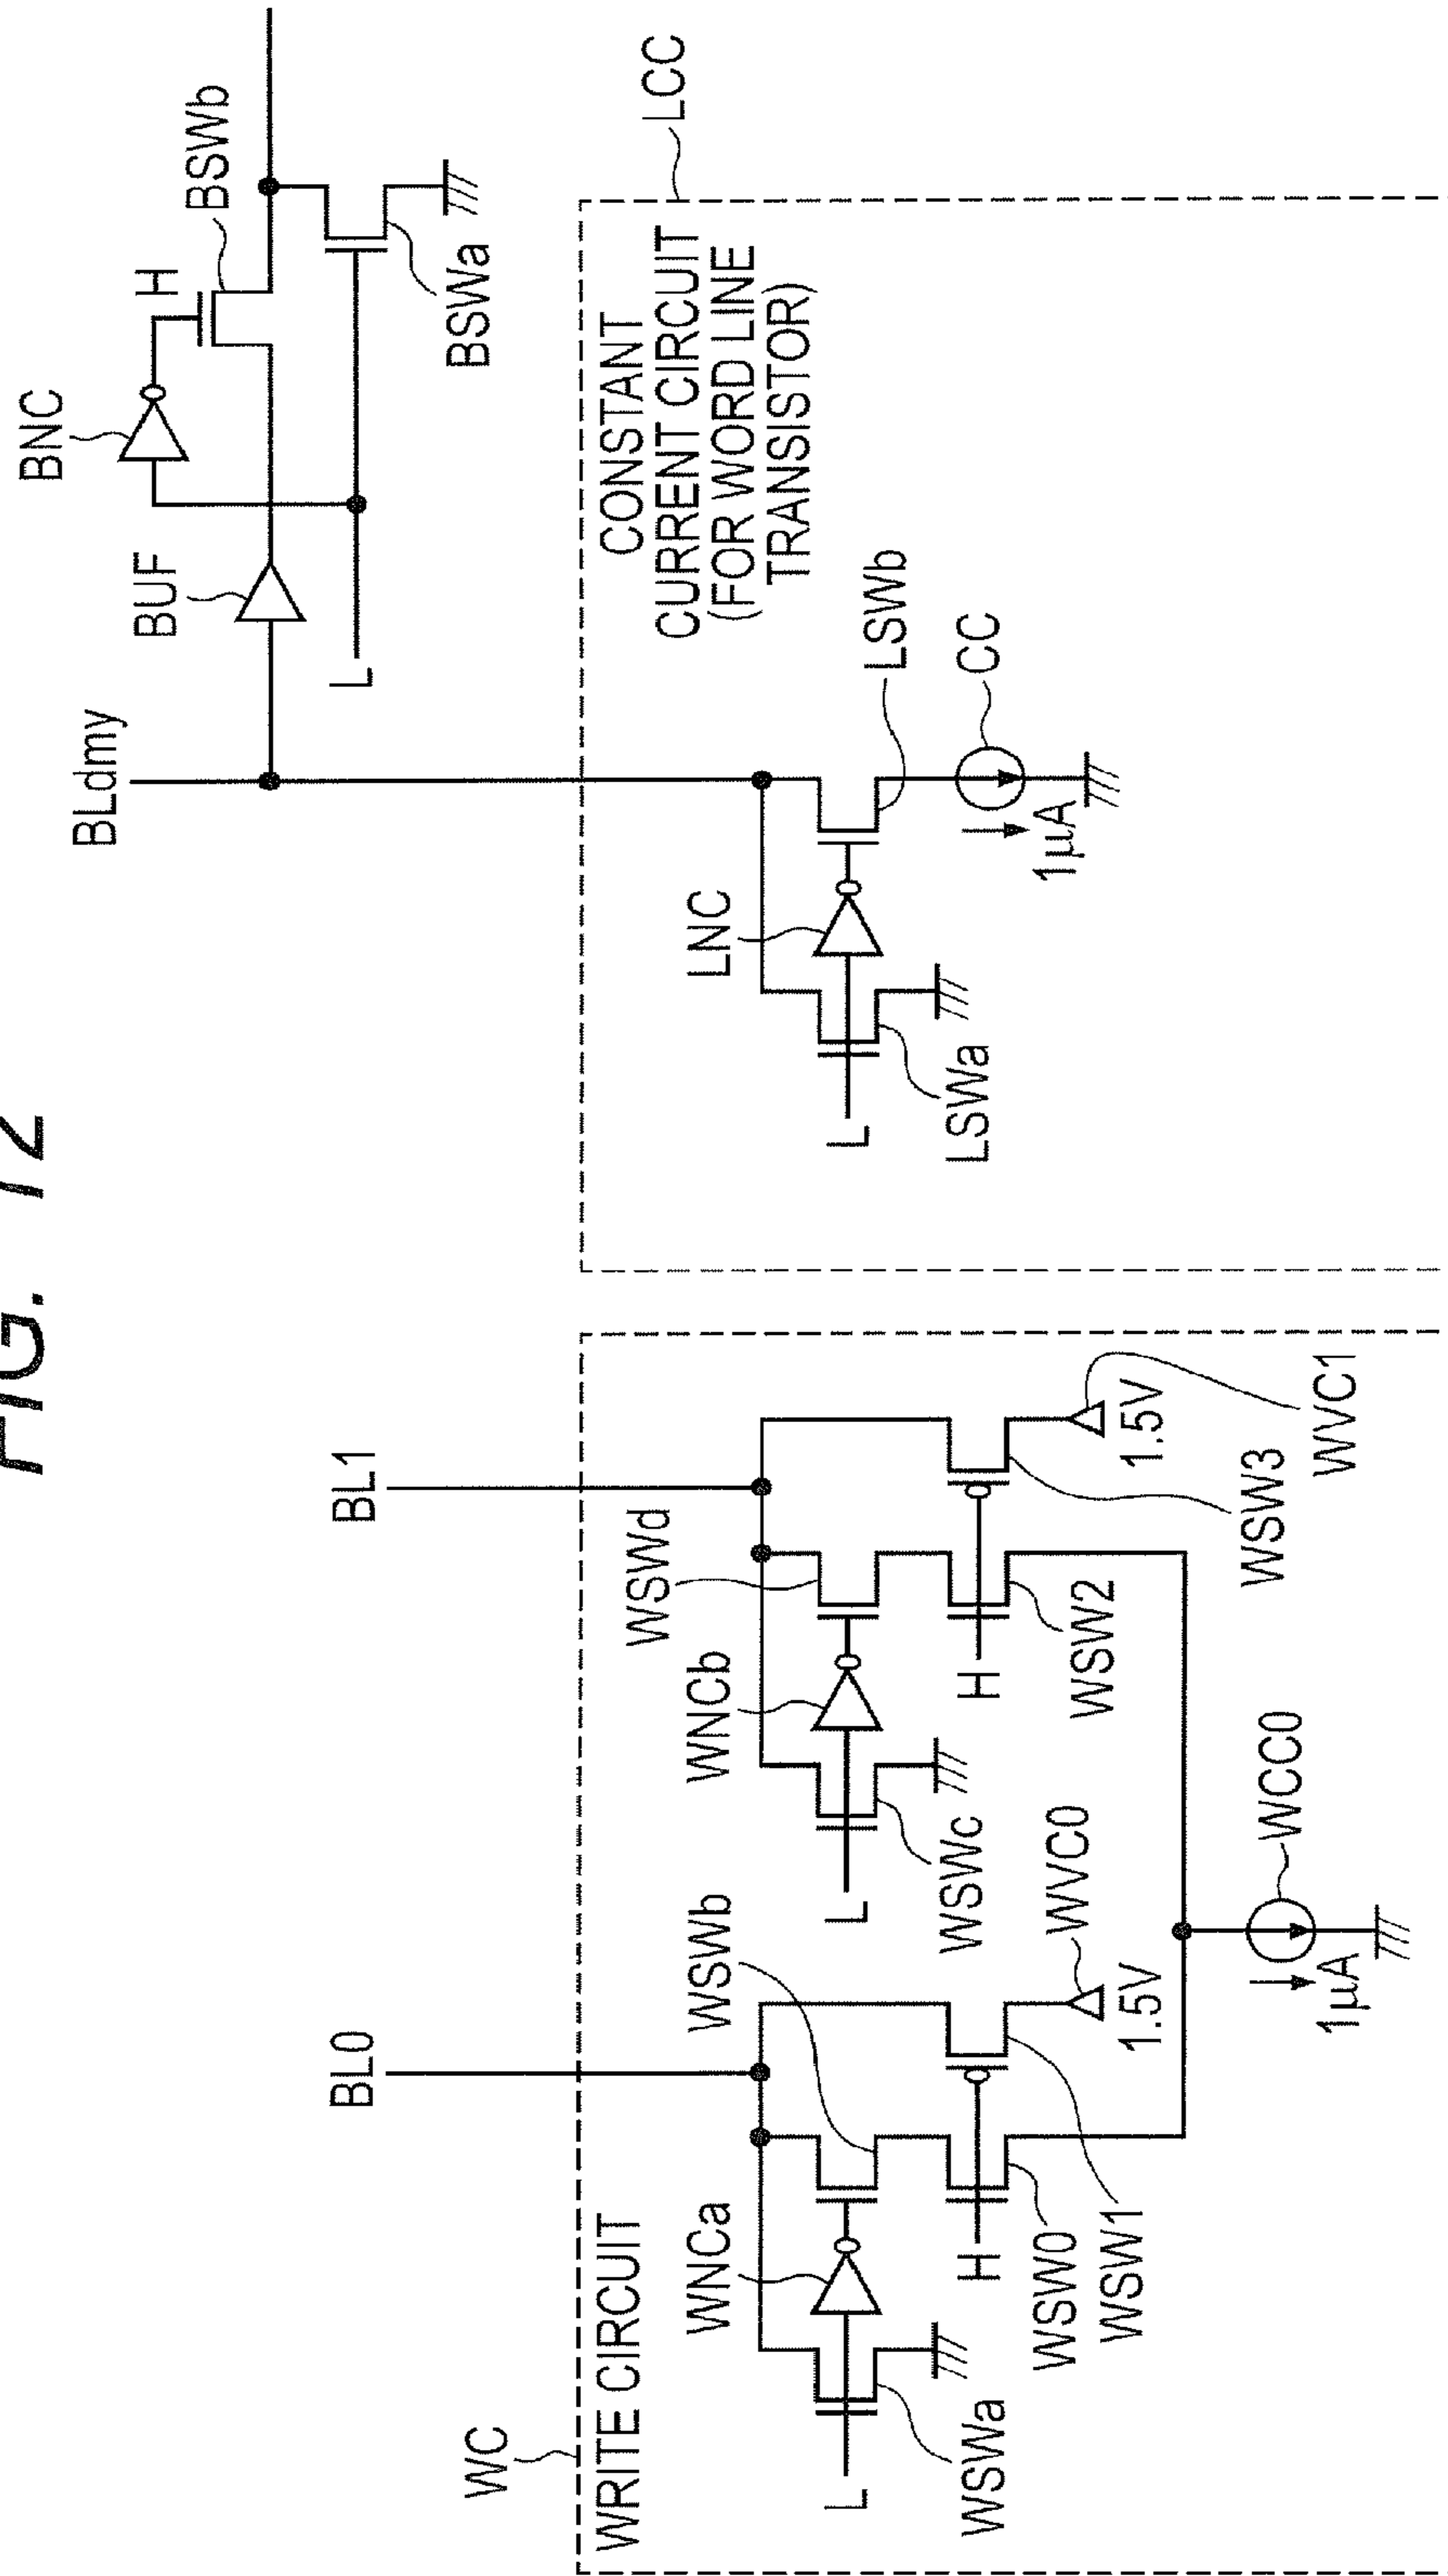 FIG. 12
BL0
BL1
BLdmy
BUF
BNC
H
BSWb
L
BSWa
WC
WRITE CIRCUIT
WNCa
WSWb
L
WSWa
H
WSW0
WSW1
WVC0
1.5V
WNCb
WSWd
L
WSWc
H
WSW2
WSW3
1.5V
WVC1
WCC0
1µA
LCC
CONSTANT
CURRENT CIRCUIT
(FOR WORD LINE
TRANSISTOR)
LNC
LSWb
L
LSWa
CC
1µA